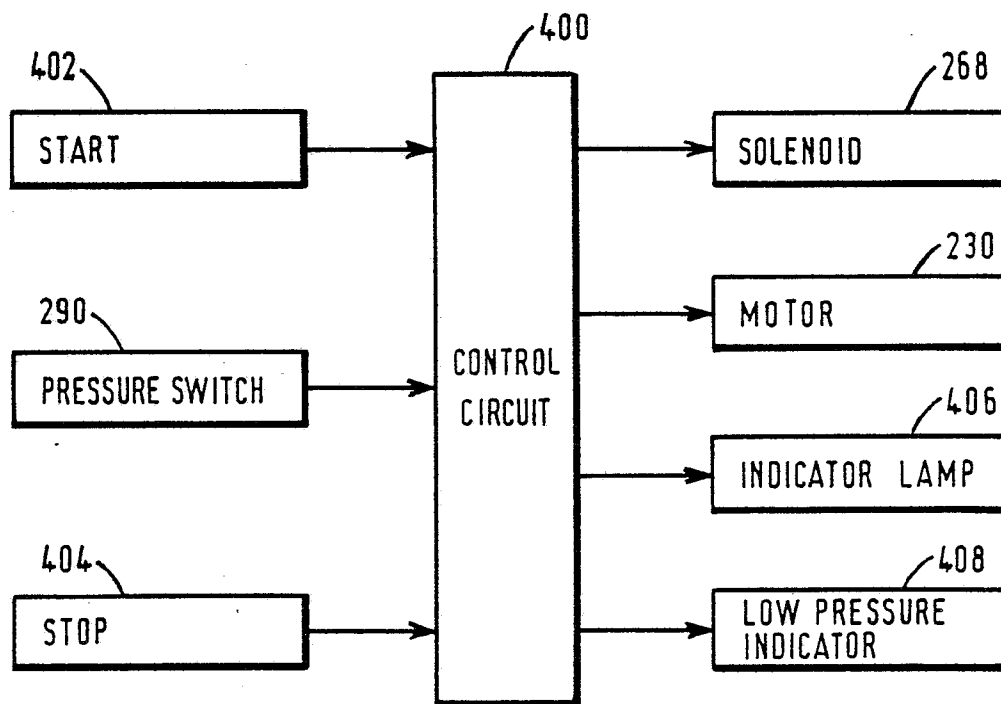 400
402
START
290
PRESSURE SWITCH
404
STOP
CONTROL
CIRCUIT
268
SOLENOID
230
MOTOR
406
INDICATOR LAMP
408
LOW PRESSURE
INDICATOR